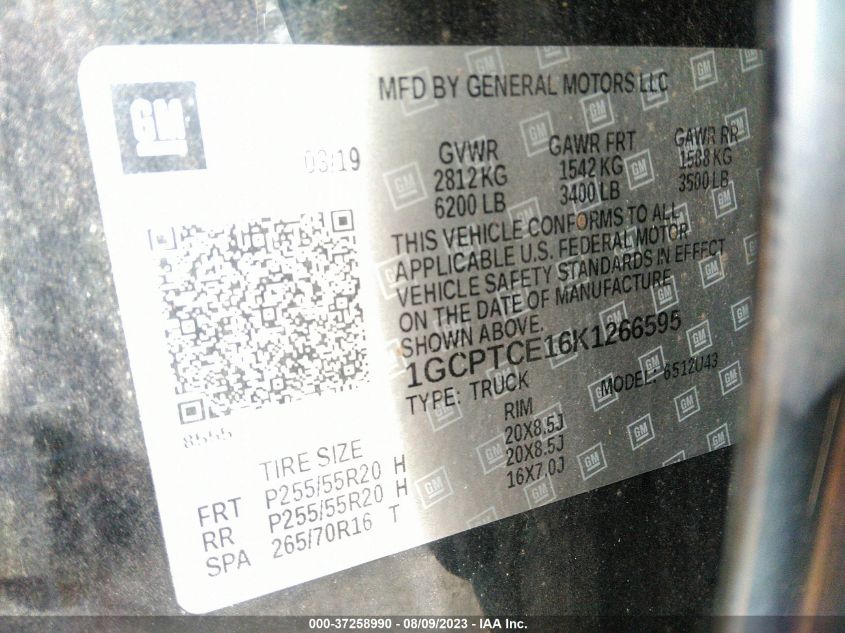 GM
MFD BY GENERAL MOTORS LLC
03/19
GVWR GAWR FRT GAWR RR
2812 KG 1542 KG 1588 KG
6200 LB 3400 LB 3500 LB
THIS VEHICLE CONFORMS TO ALL
APPLICABLE U.S. FEDERAL MOTOR
VEHICLE SAFETY STANDARDS IN EFFECT
ON THE DATE OF MANUFACTURE
SHOWN ABOVE.
1GCPTCE16K1266595
TYPE: TRUCK MODEL: 6512U43
TIRE SIZE RIM
FRT P255/55R20 H 20X8.5J
RR P255/55R20 H 20X8.5J
SPA 265/70R16 T 16X7.0J
000-37258990 - 08/09/2023 - IAA Inc.